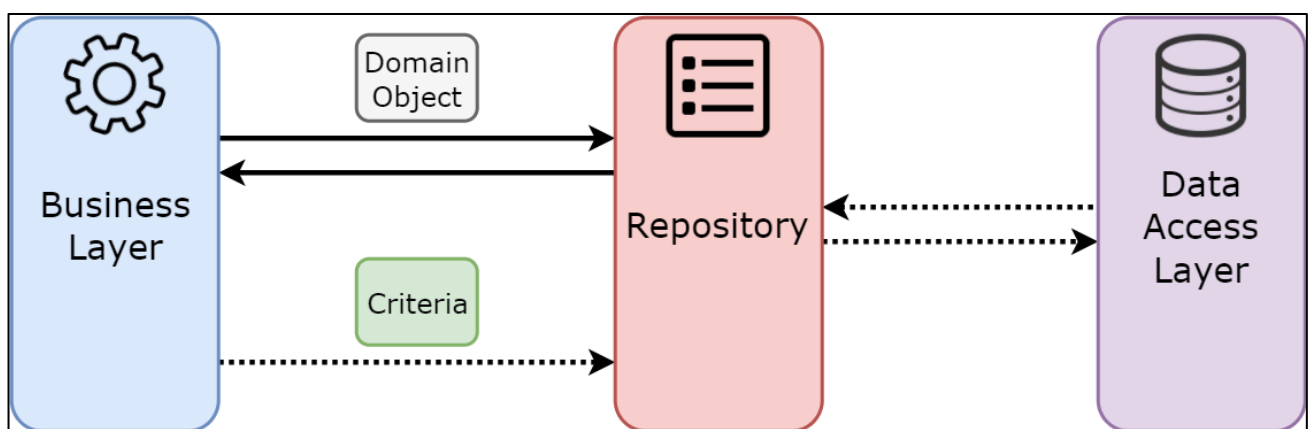 Business
Layer
Domain
Object
Criteria
Repository
Data
Access
Layer